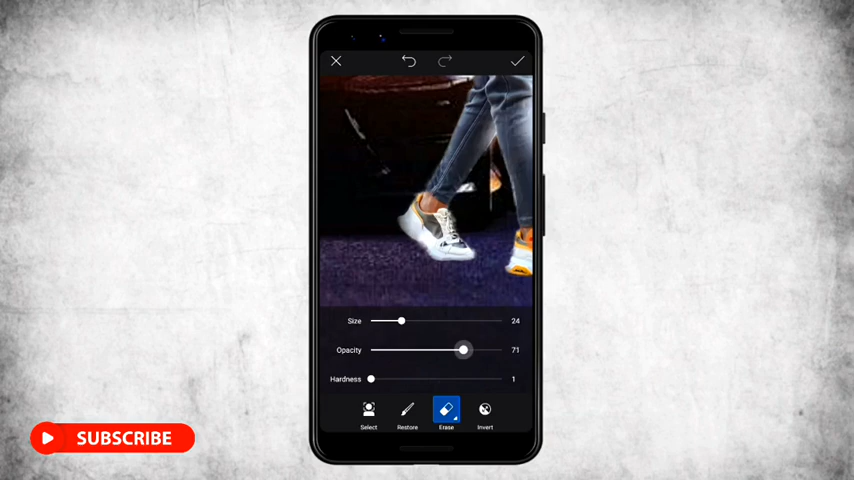 Size 24
Opacity 71
Hardness 1
Select Restore Erase Invert
SUBSCRIBE